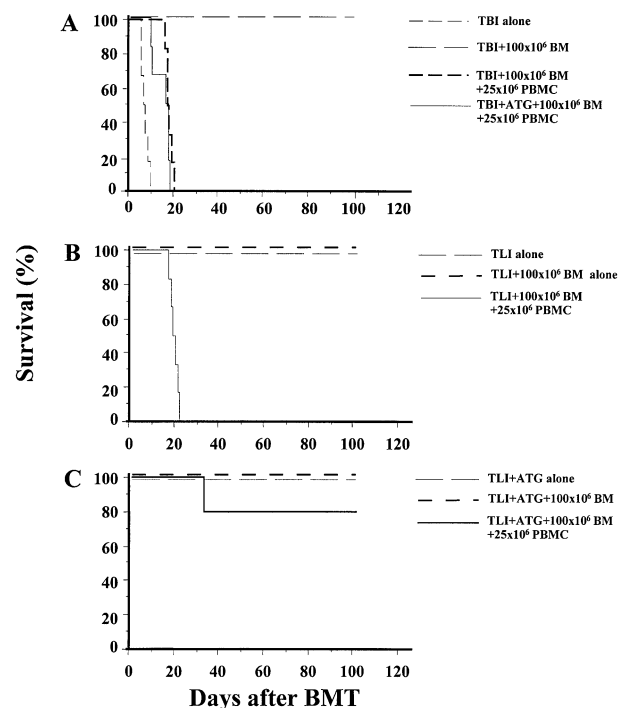 A
100
80
60
40
20
0
0 20 40 60 80 100 120
TBI alone
TBI+100x10⁶ BM
TBI+100x10⁶ BM
+25x10⁶ PBMC
TBI+ATG+100x10⁶ BM
+25x10⁶ PBMC
Survival (%)
B
100
80
60
40
20
0
0 20 40 60 80 100 120
TLI alone
TLI+100x10⁶ BM alone
TLI+100x10⁶ BM
+25x10⁶ PBMC
C
100
80
60
40
20
0
0 20 40 60 80 100 120
TLI+ATG alone
TLI+ATG+100x10⁶ BM
TLI+ATG+100x10⁶ BM
+25x10⁶ PBMC
Days after BMT